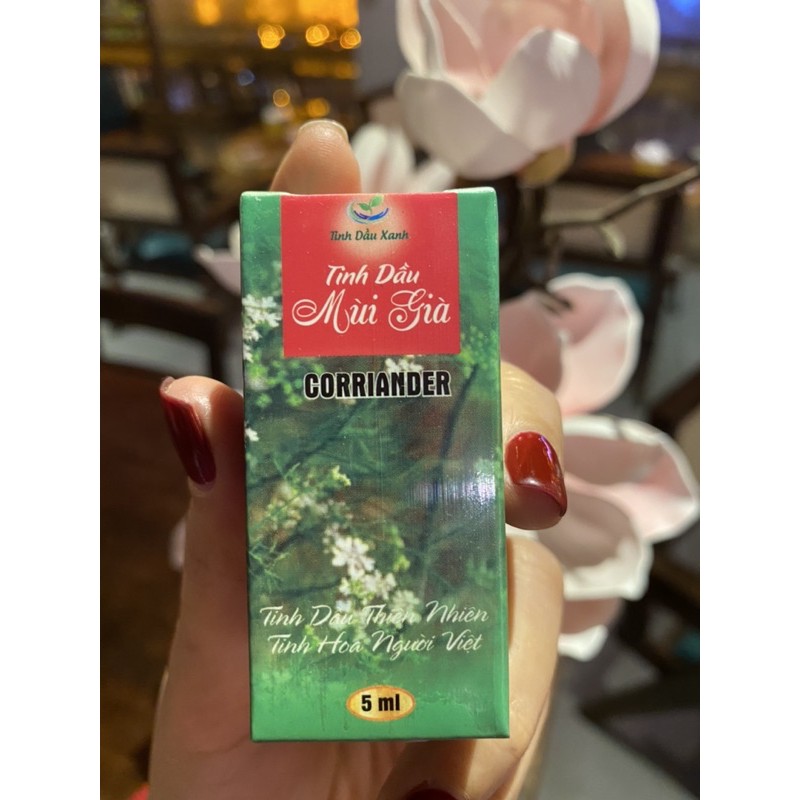 Tinh Dầu Xanh
Tinh Dầu
Mùi Già
CORRIANDER
Tinh Dầu Thiên Nhiên
Tinh Hoa Người Việt
5 ml